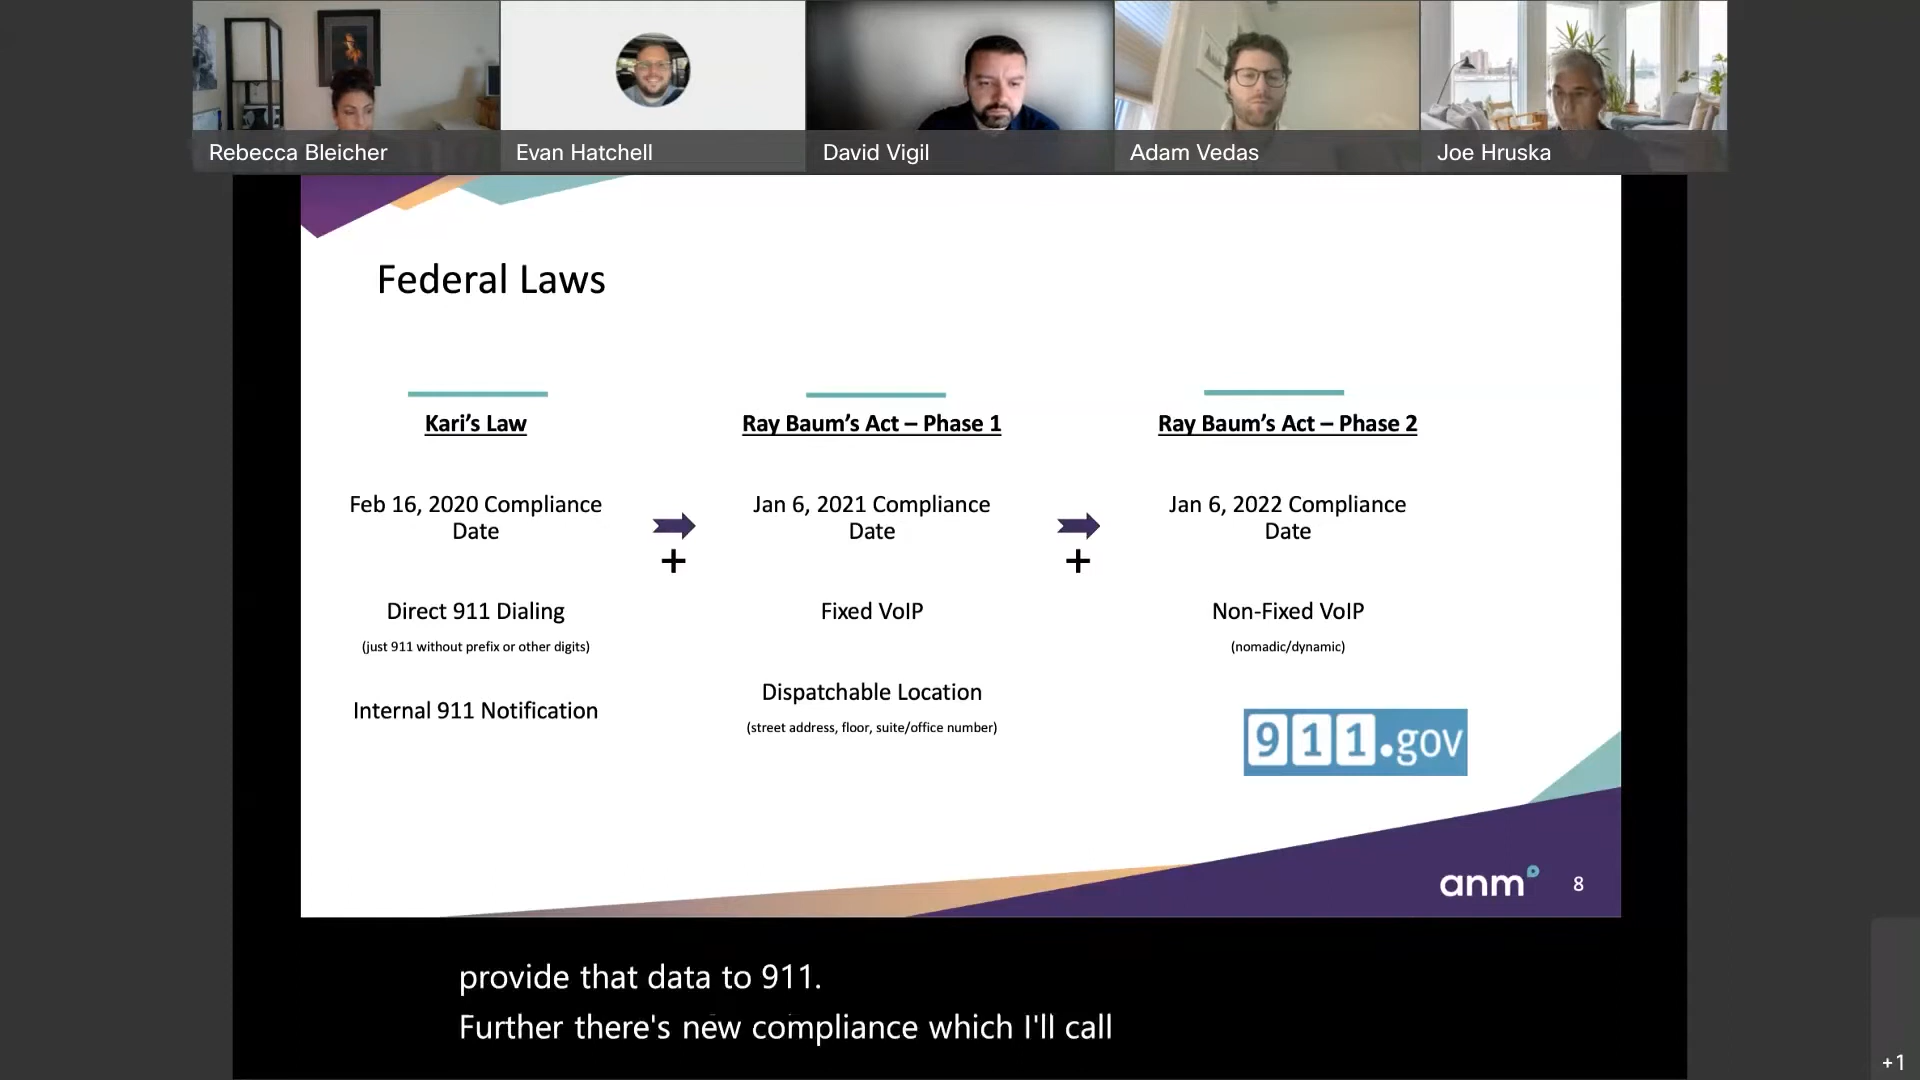 Rebecca Bleicher
Evan Hatchell
David Vigil
Adam Vedas
Joe Hruska
Federal Laws
Kari's Law
Feb 16, 2020 Compliance
Date
Direct 911 Dialing
(just 911 without prefix or other digits)
Internal 911 Notification
+
Ray Baum's Act – Phase 1
Jan 6, 2021 Compliance
Date
Fixed VoIP
Dispatchable Location
(street address, floor, suite/office number)
+
Ray Baum's Act – Phase 2
Jan 6, 2022 Compliance
Date
Non-Fixed VoIP
(nomadic/dynamic)
911.gov
anm
8
provide that data to 911.
Further there's new compliance which I'll call
+1